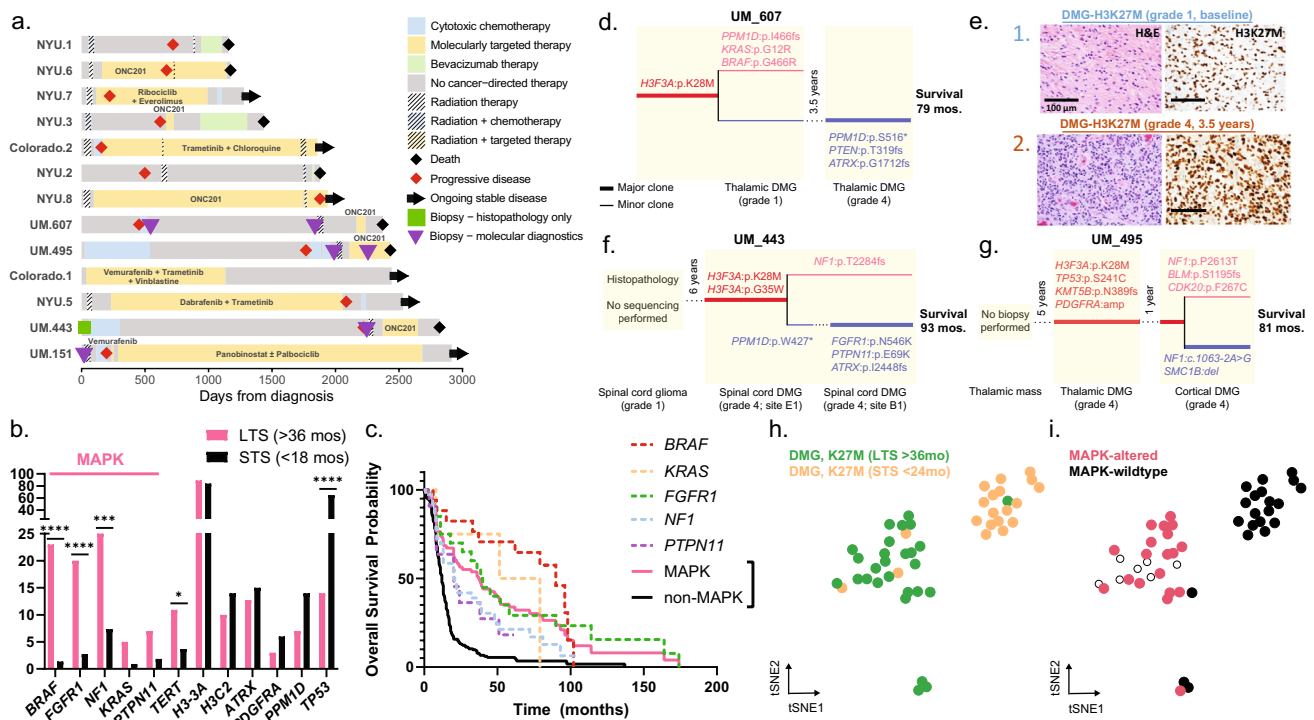 a.
NYU.1
NYU.6
NYU.7
NYU.3
Colorado.2
NYU.2
NYU.8
UM.607
UM.495
Colorado.1
NYU.5
UM.443
UM.151
ONC201
Ribociclib
+ Everolimus
ONC201
Trametinib + Chloroquine
ONC201
ONC201
ONC201
Vemurafenib + Trametinib
+ Vinblastine
Dabrafenib + Trametinib
ONC201
Vemurafenib
Panobinostat ± Palbociclib
0 500 1000 1500 2000 2500 3000
Days from diagnosis
Cytotoxic chemotherapy
Molecularly targeted therapy
Bevacizumab therapy
No cancer-directed therapy
Radiation therapy
Radiation + chemotherapy
Radiation + targeted therapy
Death
Progressive disease
Ongoing stable disease
Biopsy – histopathology only
Biopsy – molecular diagnostics
b.
LTS (>36 mos)
STS (<18 mos)
MAPK
100
80
60
40
25
20
15
10
5
0
**** **** *** * ****
BRAF
FGFR1
NF1
KRAS
PTPN11
TERT
H3-3A
H3C2
ATRX
PDGFRA
PPM1D
TP53
c.
Overall Survival Probability
100
50
0
0 50 100 150 200
Time (months)
BRAF
KRAS
FGFR1
NF1
PTPN11
MAPK
non-MAPK
d.
UM_607
H3F3A:p.K28M
PPM1D:p.I466fs
KRAS:p.G12R
BRAF:p.G466R
3.5 years
Survival
79 mos.
PPM1D:p.S516*
PTEN:p.T319fs
ATRX:p.G1712fs
Major clone
Minor clone
Thalamic DMG
(grade 1)
Thalamic DMG
(grade 4)
e.
DMG-H3K27M (grade 1, baseline)
1.
H&E
H3K27M
100 µm
DMG-H3K27M (grade 4, 3.5 years)
2.
f.
UM_443
Histopathology
No sequencing
performed
6 years
H3F3A:p.K28M
H3F3A:p.G35W
NF1:p.T2284fs
PPM1D:p.W427*
FGFR1:p.N546K
PTPN11:p.E69K
ATRX:p.I2448fs
Survival
93 mos.
Spinal cord glioma
(grade 1)
Spinal cord DMG
(grade 4; site E1)
Spinal cord DMG
(grade 4; site B1)
g.
UM_495
No biopsy
performed
5 years
H3F3A:p.K28M
TP53:p.S241C
KMT5B:p.N389fs
PDGFRA:amp
1 year
NF1:p.P2613T
BLM:p.S1195fs
CDK20:p.F267C
Survival
81 mos.
NF1:c.1063-2A>G
SMC1B:del
Thalamic mass
Thalamic DMG
(grade 4)
Cortical DMG
(grade 4)
h.
DMG, K27M (LTS >36mo)
DMG, K27M (STS <24mo)
tSNE2
tSNE1
i.
MAPK-altered
MAPK-wildtype
tSNE2
tSNE1